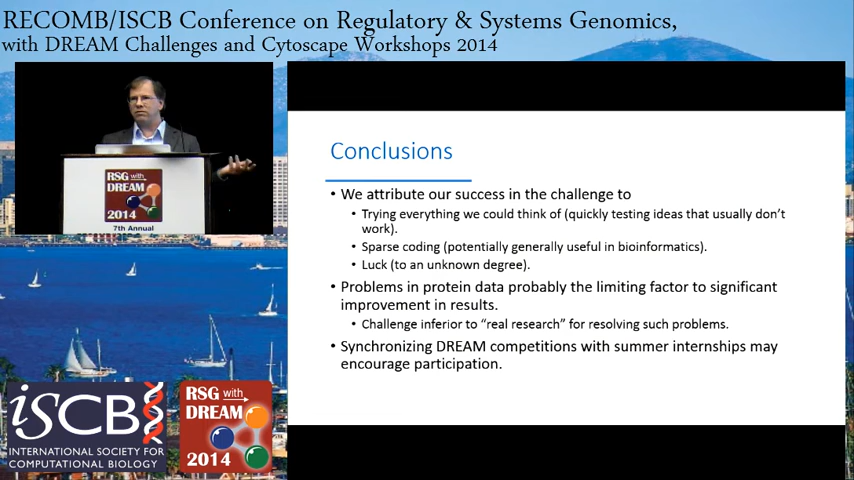 RECOMB/ISCB Conference on Regulatory & Systems Genomics,
with DREAM Challenges and Cytoscape Workshops 2014
RSG with
DREAM
2014
7th Annual
Conclusions
• We attribute our success in the challenge to
• Trying everything we could think of (quickly testing ideas that usually don't
work).
• Sparse coding (potentially generally useful in bioinformatics).
• Luck (to an unknown degree).
• Problems in protein data probably the limiting factor to significant
improvement in results.
• Challenge inferior to "real research" for resolving such problems.
• Synchronizing DREAM competitions with summer internships may
encourage participation.
iSCB
INTERNATIONAL SOCIETY FOR
COMPUTATIONAL BIOLOGY
RSG with
DREAM
2014